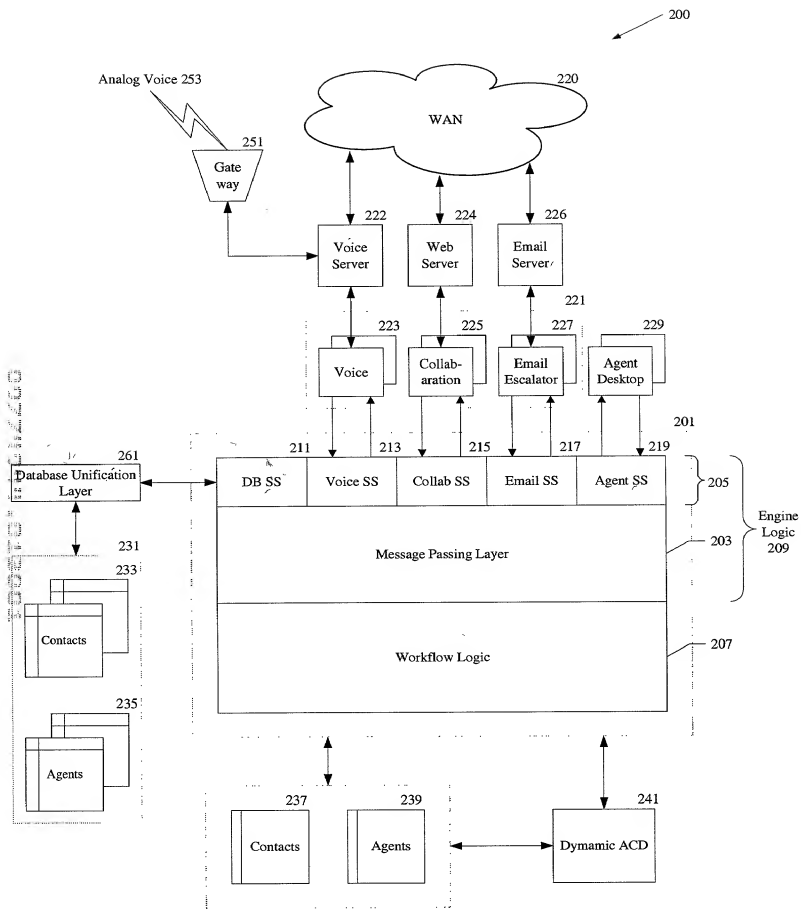 200
Analog Voice 253
220
WAN
251
Gate
way
222
224
226
Voice
Server
Web
Server
Email
Server
221
223
225
227
229
Voice
Collab-
aration
Email
Escalator
Agent
Desktop
201
261
211
213
215
217
219
Database Unification
Layer
DB SS
Voice SS
Collab SS
Email SS
Agent SS
205
Engine
Logic
209
Message Passing Layer
203
231
233
Contacts
Workflow Logic
207
235
Agents
237
239
241
Contacts
Agents
Dymamic ACD